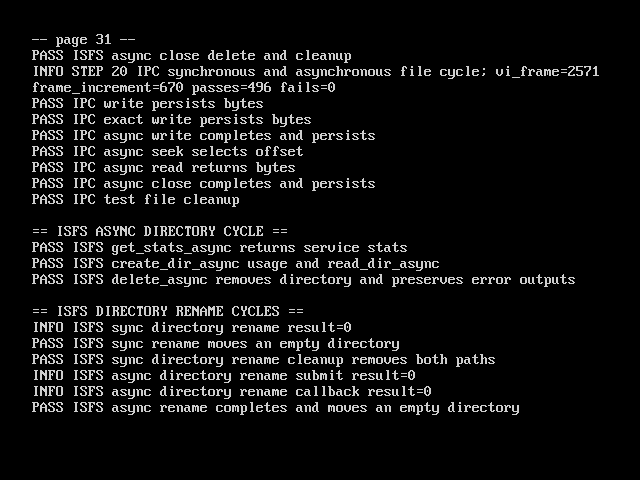 -- page 31 --
PASS ISFS async close delete and cleanup
INFO STEP 20 IPC synchronous and asynchronous file cycle; vi_frame=2571
frame_increment=670 passes=496 fails=0
PASS IPC write persists bytes
PASS IPC exact write persists bytes
PASS IPC async write completes and persists
PASS IPC async seek selects offset
PASS IPC async read returns bytes
PASS IPC async close completes and persists
PASS IPC test file cleanup
== ISFS ASYNC DIRECTORY CYCLE ==
PASS ISFS get_stats_async returns service stats
PASS ISFS create_dir_async usage and read_dir_async
PASS ISFS delete_async removes directory and preserves error outputs
== ISFS DIRECTORY RENAME CYCLES ==
INFO ISFS sync directory rename result=0
PASS ISFS sync rename moves an empty directory
PASS ISFS sync directory rename cleanup removes both paths
INFO ISFS async directory rename submit result=0
INFO ISFS async directory rename callback result=0
PASS ISFS async rename completes and moves an empty directory